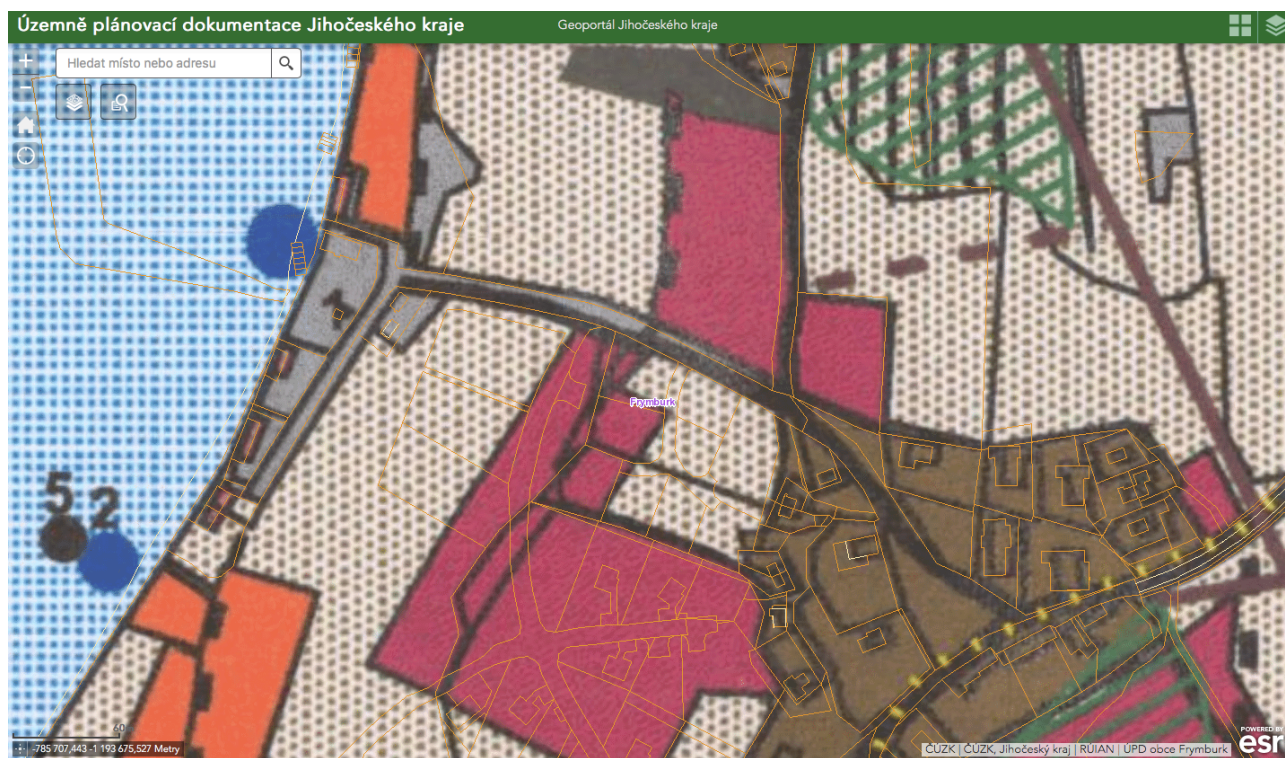 Územně plánovací dokumentace Jihočeského kraje
Geoportál Jihočeského kraje
Hledat místo nebo adresu
1
Frymburk
5
2
60
-785 707,443 -1 193 675,527 Metry
ČÚZK | ČÚZK, Jihočeský kraj | RÚIAN | ÚPD obce Frymburk
POWERED BY
esri